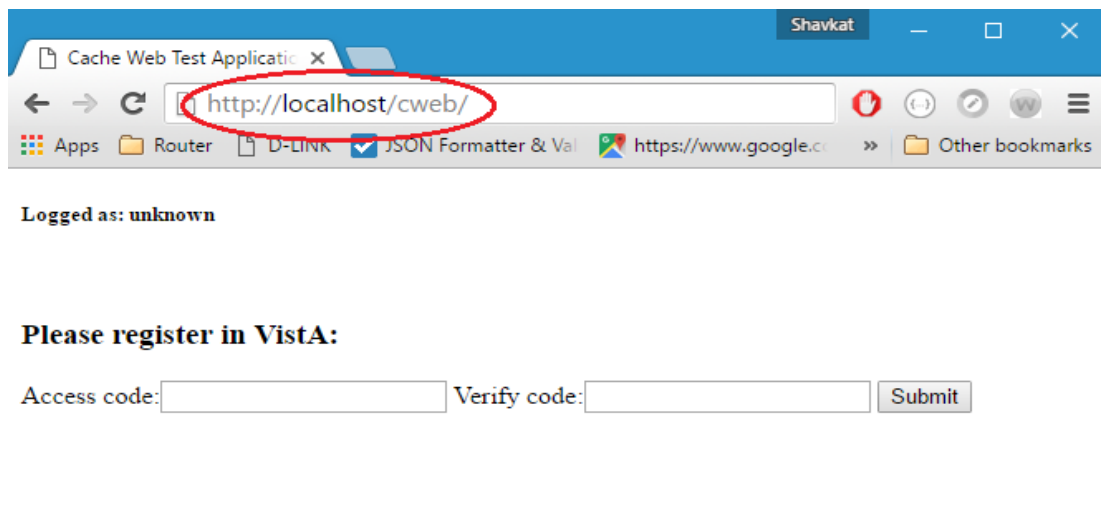 Shavkat
Cache Web Test Applicatio
http://localhost/cweb/
Apps Router D-LINK JSON Formatter & Val https://www.google.c » Other bookmarks
Logged as: unknown
Please register in VistA:
Access code: Verify code: Submit